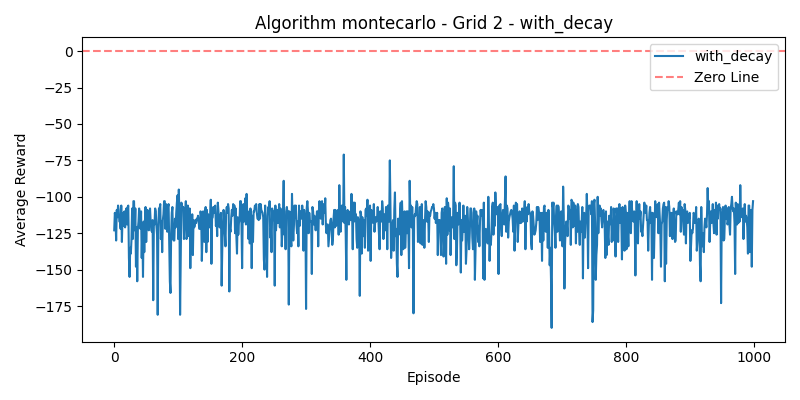 Algorithm montecarlo - Grid 2 - with_decay
with_decay
Zero Line
Average Reward
0
−25
−50
−75
−100
−125
−150
−175
0 200 400 600 800 1000
Episode